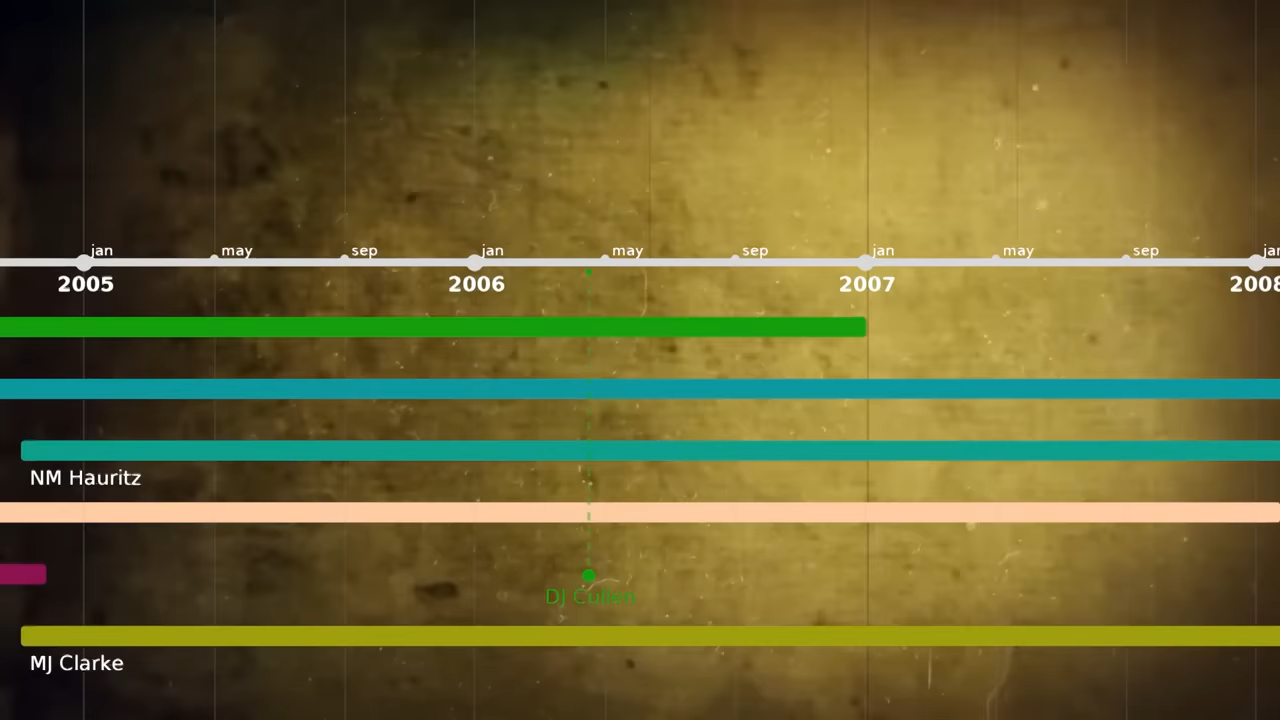 jan may sep jan may sep jan may sep jan
2005 2006 2007 2008
NM Hauritz
DJ Cullen
MJ Clarke